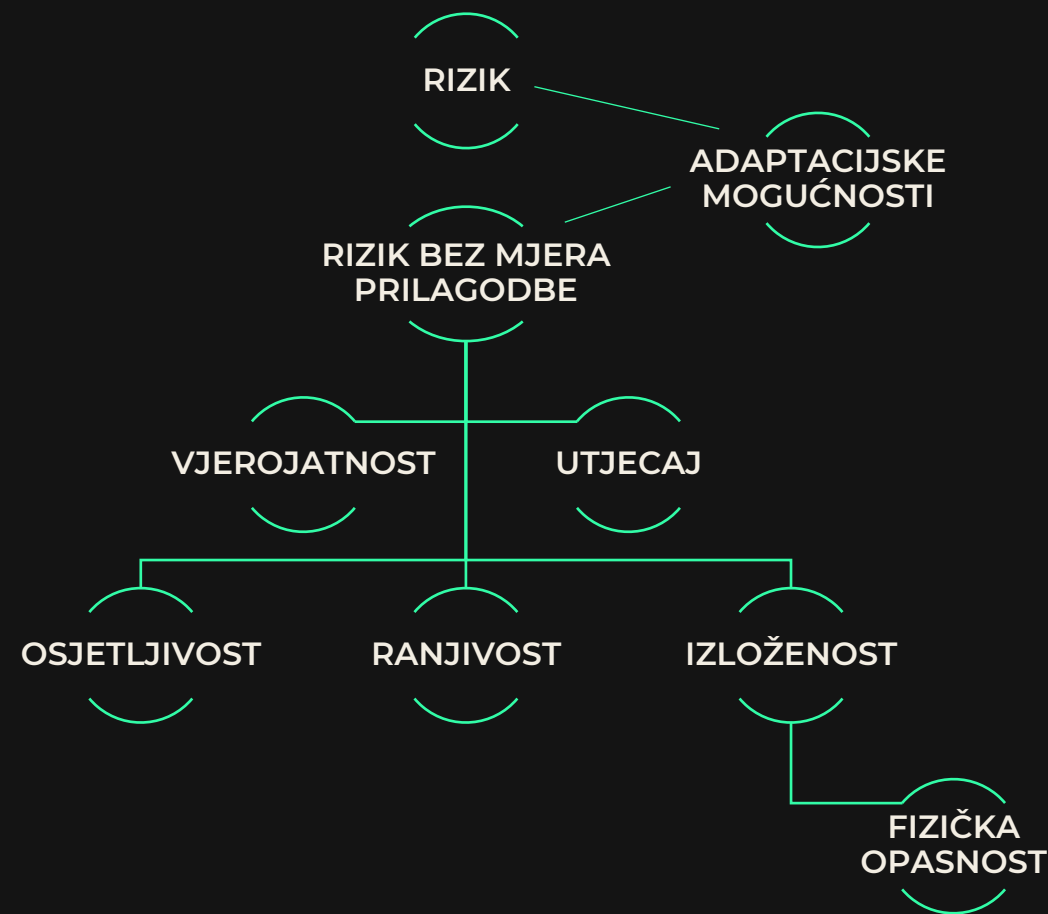 RIZIK
ADAPTACIJSKE
MOGUĆNOSTI
RIZIK BEZ MJERA
PRILAGODBE
VJEROJATNOST
UTJECAJ
OSJETLJIVOST
RANJIVOST
IZLOŽENOST
FIZIČKA
OPASNOST